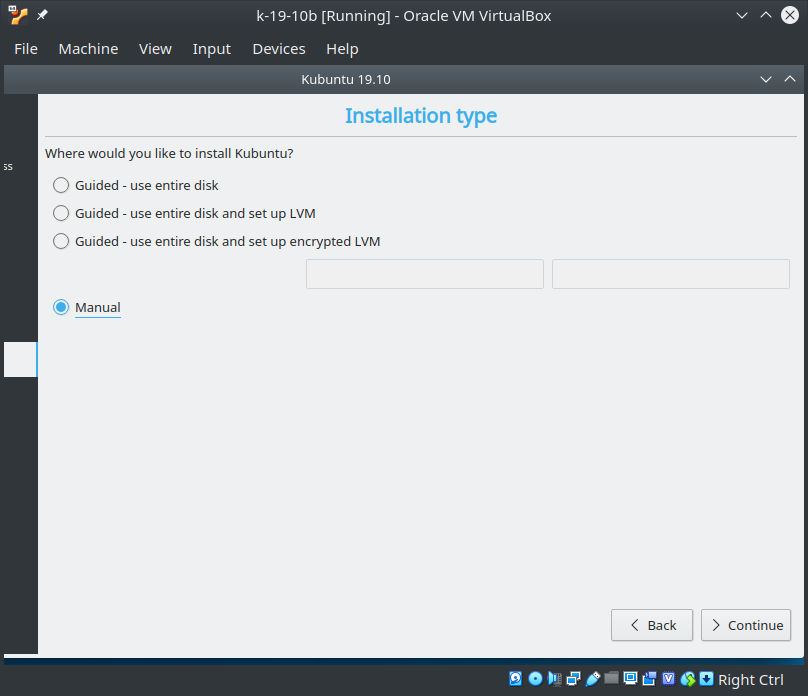 k-19-10b [Running] - Oracle VM VirtualBox
File Machine View Input Devices Help
Kubuntu 19.10
Installation type
ss
Where would you like to install Kubuntu?
Guided - use entire disk
Guided - use entire disk and set up LVM
Guided - use entire disk and set up encrypted LVM
Manual
Back Continue
Right Ctrl